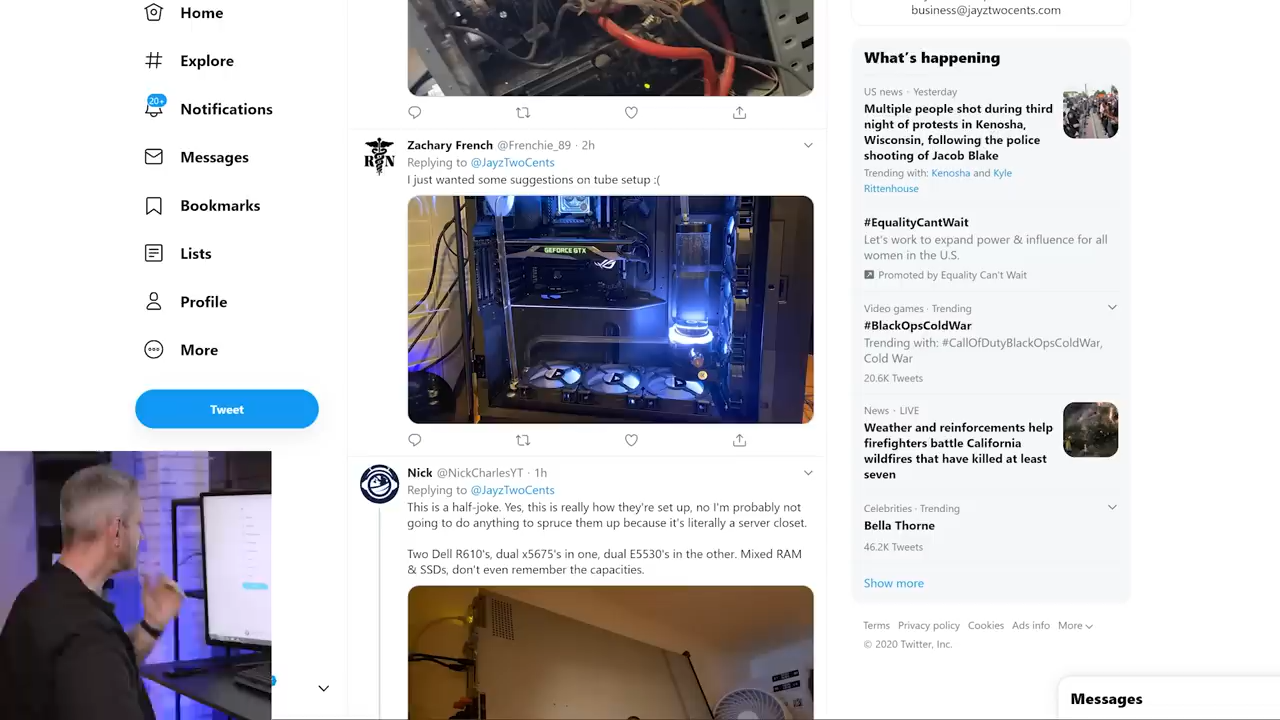 Home
Explore
20+
Notifications
Messages
Bookmarks
Lists
Profile
More
Tweet
Zachary French @Frenchie_89 · 2h
Replying to @JayzTwoCents
I just wanted some suggestions on tube setup :(
RN
GEFORCE GTX
Nick @NickCharlesYT · 1h
Replying to @JayzTwoCents
This is a half-joke. Yes, this is really how they're set up, no I'm probably not
going to do anything to spruce them up because it's literally a server closet.
Two Dell R610's, dual x5675's in one, dual E5530's in the other. Mixed RAM
& SSDs, don't even remember the capacities.
business@jayztwocents.com
What's happening
US news · Yesterday
Multiple people shot during third
night of protests in Kenosha,
Wisconsin, following the police
shooting of Jacob Blake
Trending with: Kenosha and Kyle
Rittenhouse
#EqualityCantWait
Let's work to expand power & influence for all
women in the U.S.
Promoted by Equality Can't Wait
Video games · Trending
#BlackOpsColdWar
Trending with: #CallOfDutyBlackOpsColdWar,
Cold War
20.6K Tweets
News · LIVE
Weather and reinforcements help
firefighters battle California
wildfires that have killed at least
seven
Celebrities · Trending
Bella Thorne
46.2K Tweets
Show more
Terms Privacy policy Cookies Ads info More
© 2020 Twitter, Inc.
Messages